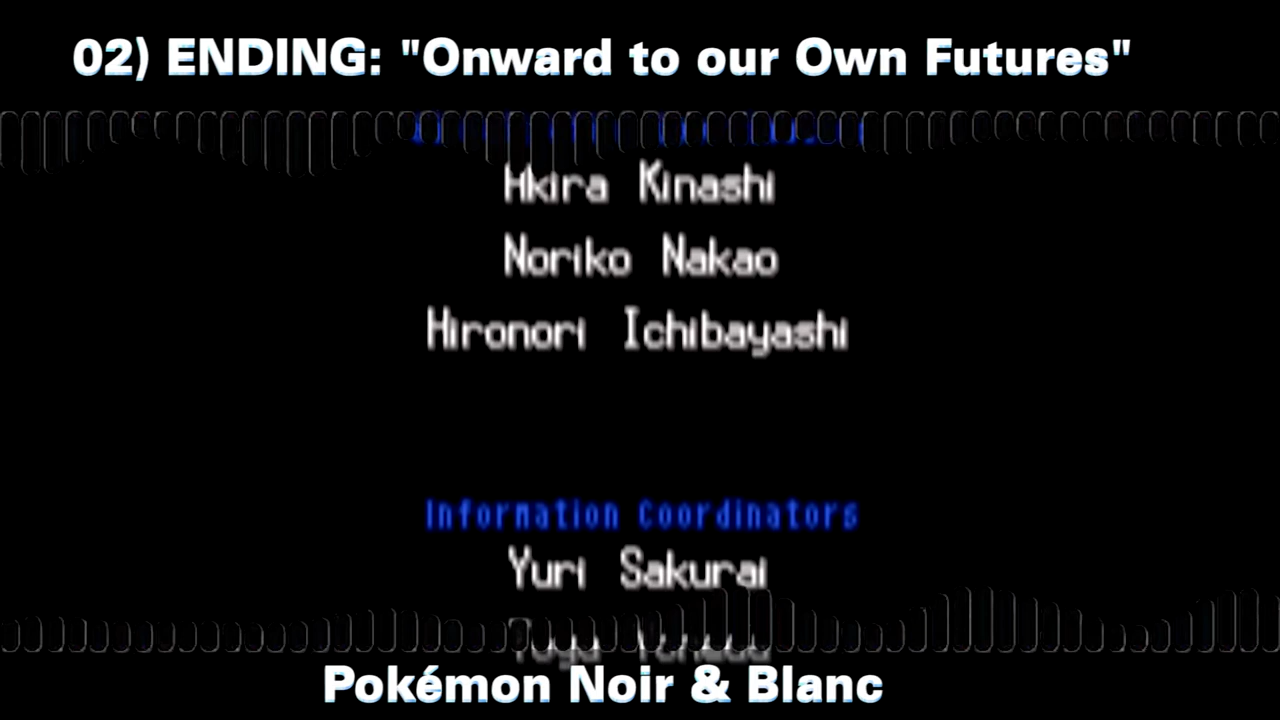 02) ENDING: "Onward to our Own Futures"
Akira Kinashi
Noriko Nakao
Hironori Ichibayashi
Information Coordinators
Yuri Sakurai
Pokémon Noir & Blanc